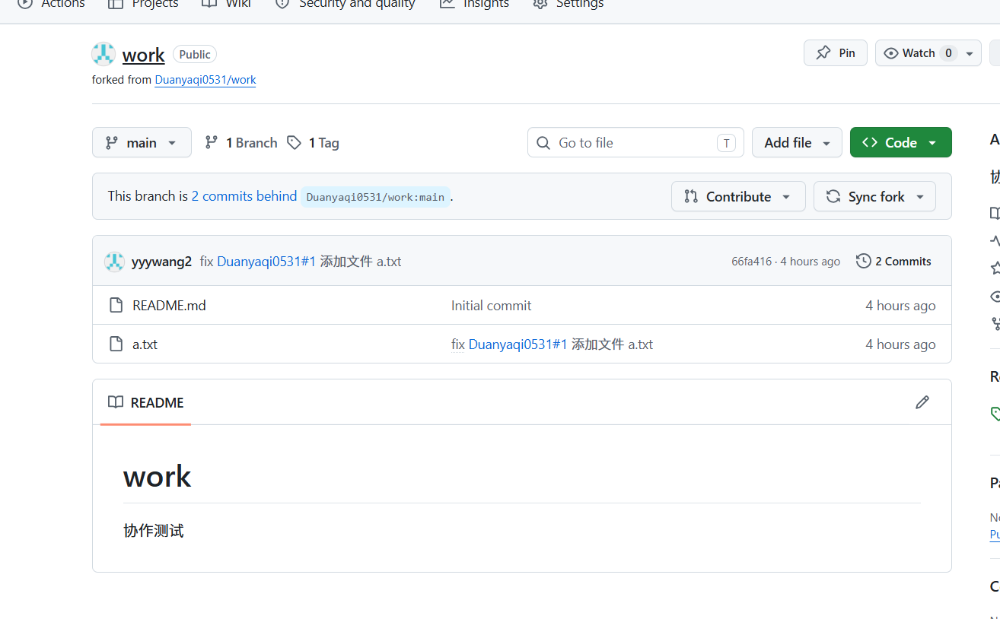 Actions Projects Wiki Security and quality Insights Settings
work Public Pin Watch 0
forked from Duanyaqi0531/work
main 1 Branch 1 Tag Go to file T Add file Code
This branch is 2 commits behind Duanyaqi0531/work:main. Contribute Sync fork
yyywang2 fix Duanyaqi0531#1 添加文件 a.txt 66fa416 · 4 hours ago 2 Commits
README.md Initial commit 4 hours ago
a.txt fix Duanyaqi0531#1 添加文件 a.txt 4 hours ago
README
work
协作测试